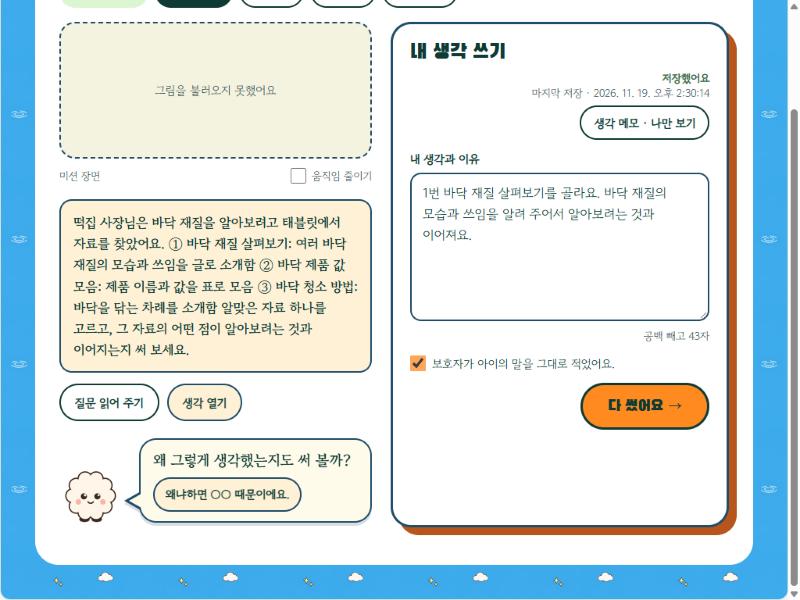 그림을 불러오지 못했어요
미션 장면
움직임 줄이기
떡집 사장님은 바닥 재질을 알아보려고 태블릿에서
자료를 찾았어요. ① 바닥 재질 살펴보기: 여러 바닥
재질의 모습과 쓰임을 글로 소개함 ② 바닥 제품 값
모음: 제품 이름과 값을 표로 모음 ③ 바닥 청소 방법:
바닥을 닦는 차례를 소개함 알맞은 자료 하나를
고르고, 그 자료의 어떤 점이 알아보려는 것과
이어지는지 써 보세요.
질문 읽어 주기
생각 열기
왜 그렇게 생각했는지도 써 볼까?
왜냐하면 ○○ 때문이에요.
내 생각 쓰기
저장했어요
마지막 저장 · 2026. 11. 19. 오후 2:30:14
생각 메모 · 나만 보기
내 생각과 이유
1번 바닥 재질 살펴보기를 골라요. 바닥 재질의
모습과 쓰임을 알려 주어서 알아보려는 것과
이어져요.
공백 빼고 43자
보호자가 아이의 말을 그대로 적었어요.
다 썼어요 →